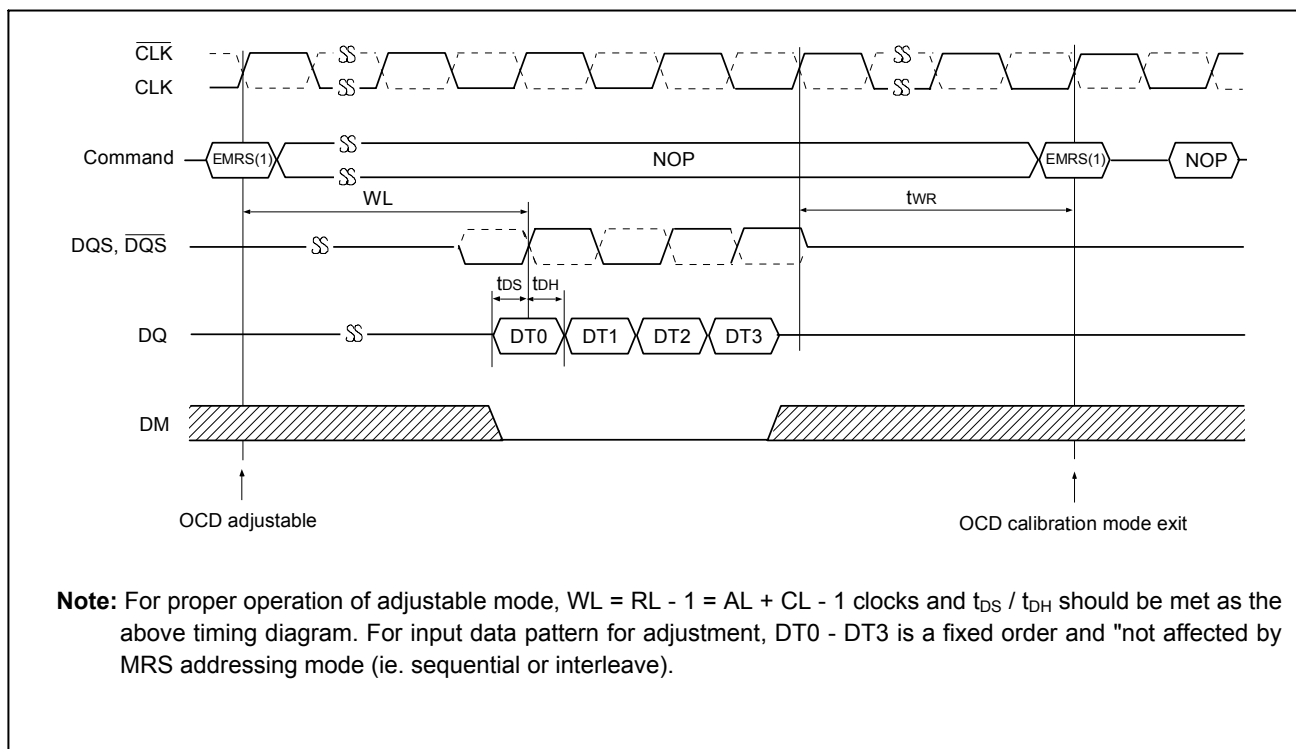 CLK
CLK
Command EMRS(1) NOP EMRS(1) NOP
WL tWR
DQS, DQS
tDS tDH
DQ DT0 DT1 DT2 DT3
DM
OCD adjustable OCD calibration mode exit
Note: For proper operation of adjustable mode, WL = RL - 1 = AL + CL - 1 clocks and tDS / tDH should be met as the
above timing diagram. For input data pattern for adjustment, DT0 - DT3 is a fixed order and "not affected by
MRS addressing mode (ie. sequential or interleave).